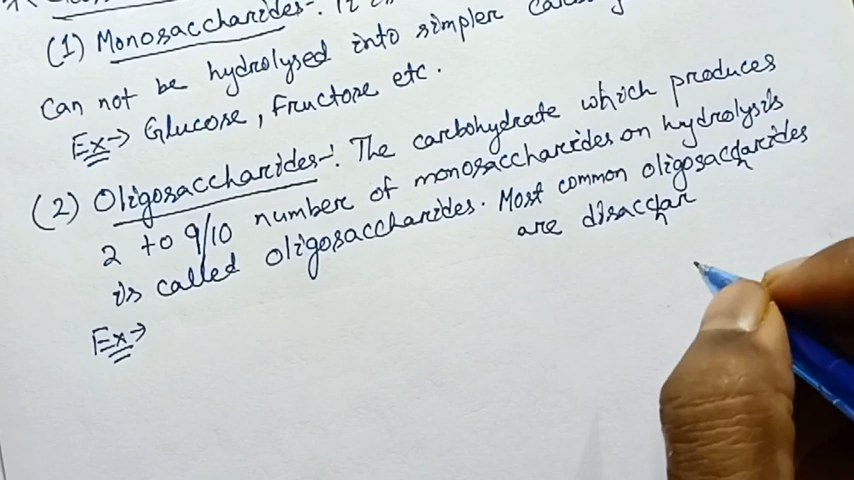 (1) Monosaccharides -:
can not be hydrolysed into simpler
Ex → Glucose, Fructose etc.
(2) Oligosaccharides -: The carbohydrate which produces
2 to 9/10 number of monosaccharides on hydrolysis
is called oligosaccharides. Most common oligosaccharides
are disacchar
Ex →